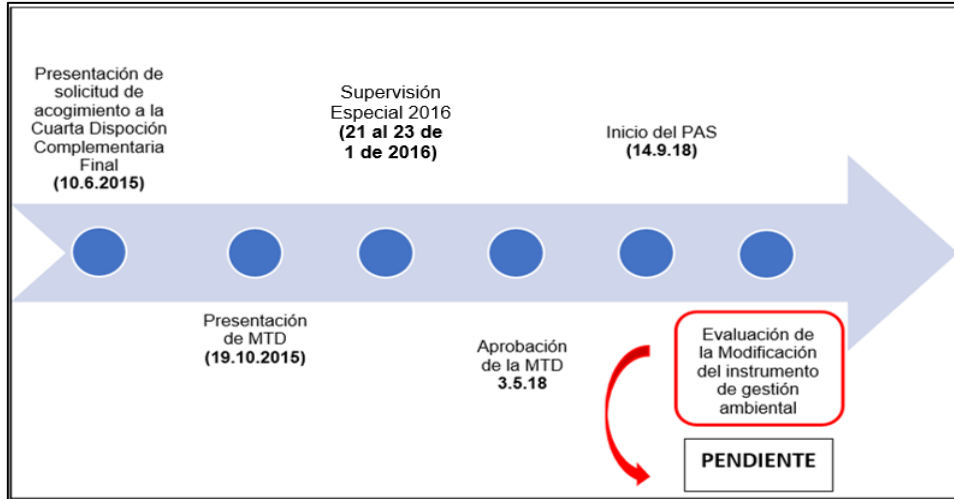 Presentación de
solicitud de
acogimiento a la
Cuarta Dispoción
Complementaria
Final
(10.6.2015)
Presentación
de MTD
(19.10.2015)
Supervisión
Especial 2016
(21 al 23 de
1 de 2016)
Aprobación
de la MTD
3.5.18
Inicio del PAS
(14.9.18)
Evaluación de
la Modificación
del instrumento
de gestión
ambiental
PENDIENTE